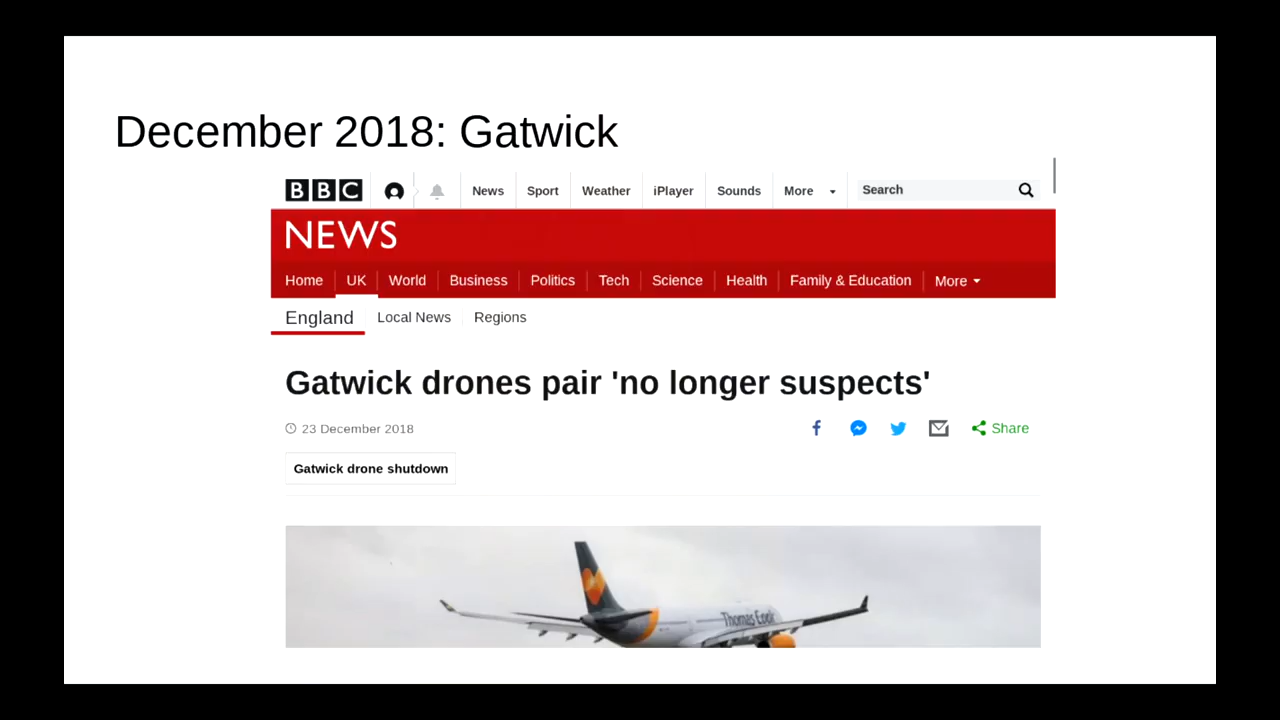 December 2018: Gatwick
BBC News Sport Weather iPlayer Sounds More Search
NEWS
Home UK World Business Politics Tech Science Health Family & Education More
England Local News Regions
Gatwick drones pair 'no longer suspects'
23 December 2018 Share
Gatwick drone shutdown
Thomas Cook